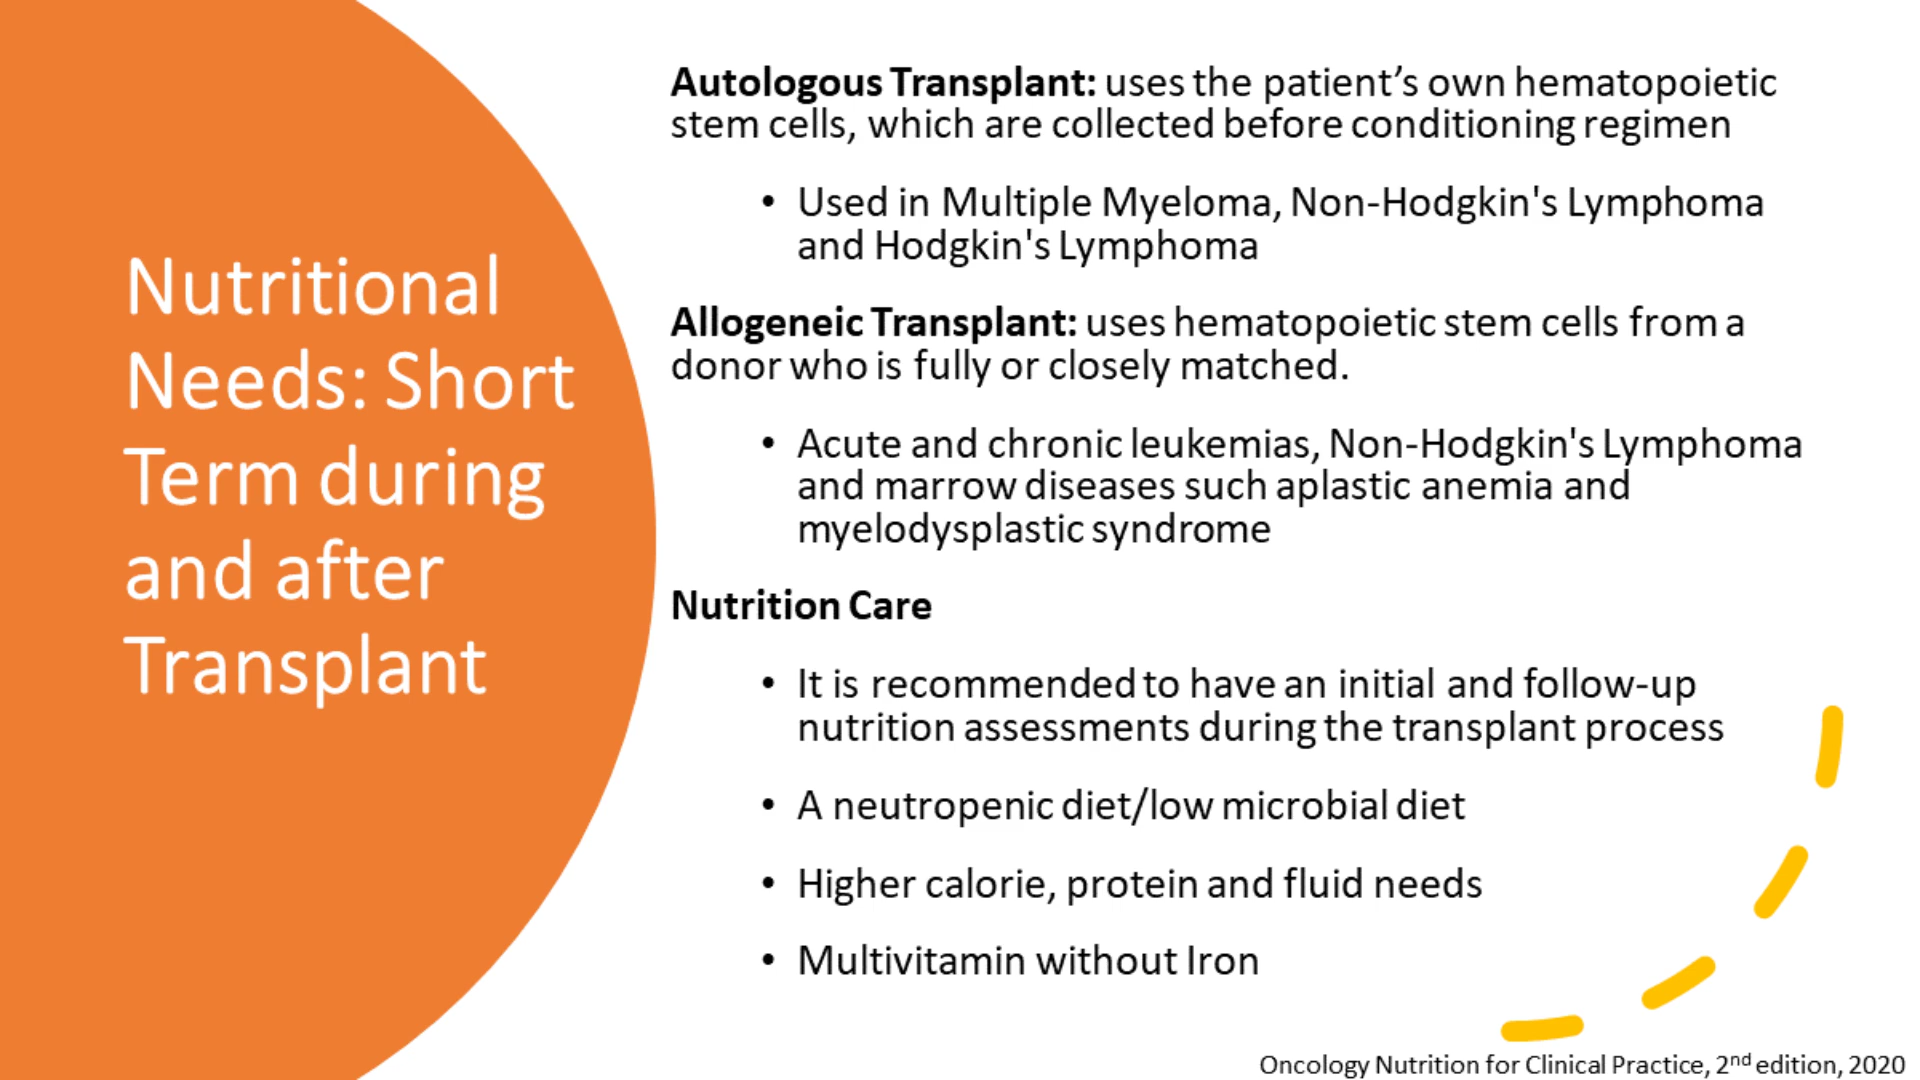 Nutritional
Needs: Short
Term during
and after
Transplant
Autologous Transplant: uses the patient’s own hematopoietic
stem cells, which are collected before conditioning regimen
• Used in Multiple Myeloma, Non-Hodgkin's Lymphoma
and Hodgkin's Lymphoma
Allogeneic Transplant: uses hematopoietic stem cells from a
donor who is fully or closely matched.
• Acute and chronic leukemias, Non-Hodgkin's Lymphoma
and marrow diseases such aplastic anemia and
myelodysplastic syndrome
Nutrition Care
• It is recommended to have an initial and follow-up
nutrition assessments during the transplant process
• A neutropenic diet/low microbial diet
• Higher calorie, protein and fluid needs
• Multivitamin without Iron
Oncology Nutrition for Clinical Practice, 2nd edition, 2020